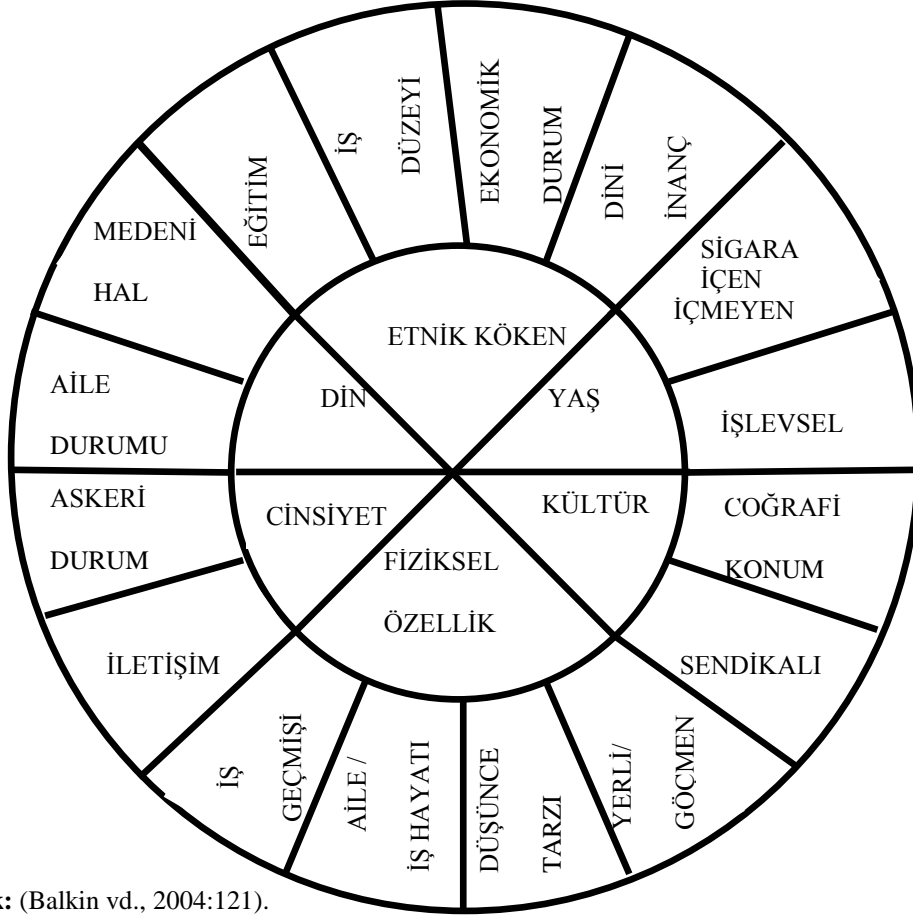 EĞİTİM
İŞ
DÜZEYİ
EKONOMİK
DURUM
DİNİ
İNANÇ
SİGARA
İÇEN
İÇMEYEN
İŞLEVSEL
COĞRAFİ
KONUM
SENDİKALI
YERLİ/
GÖÇMEN
DÜŞÜNCE
TARZI
AİLE /
İŞ HAYATI
İŞ
GEÇMİŞİ
İLETİŞİM
ASKERİ
DURUM
AİLE
DURUMU
MEDENİ
HAL
ETNİK KÖKEN
YAŞ
KÜLTÜR
FİZİKSEL
ÖZELLİK
CİNSİYET
DİN
k: (Balkin vd., 2004:121).